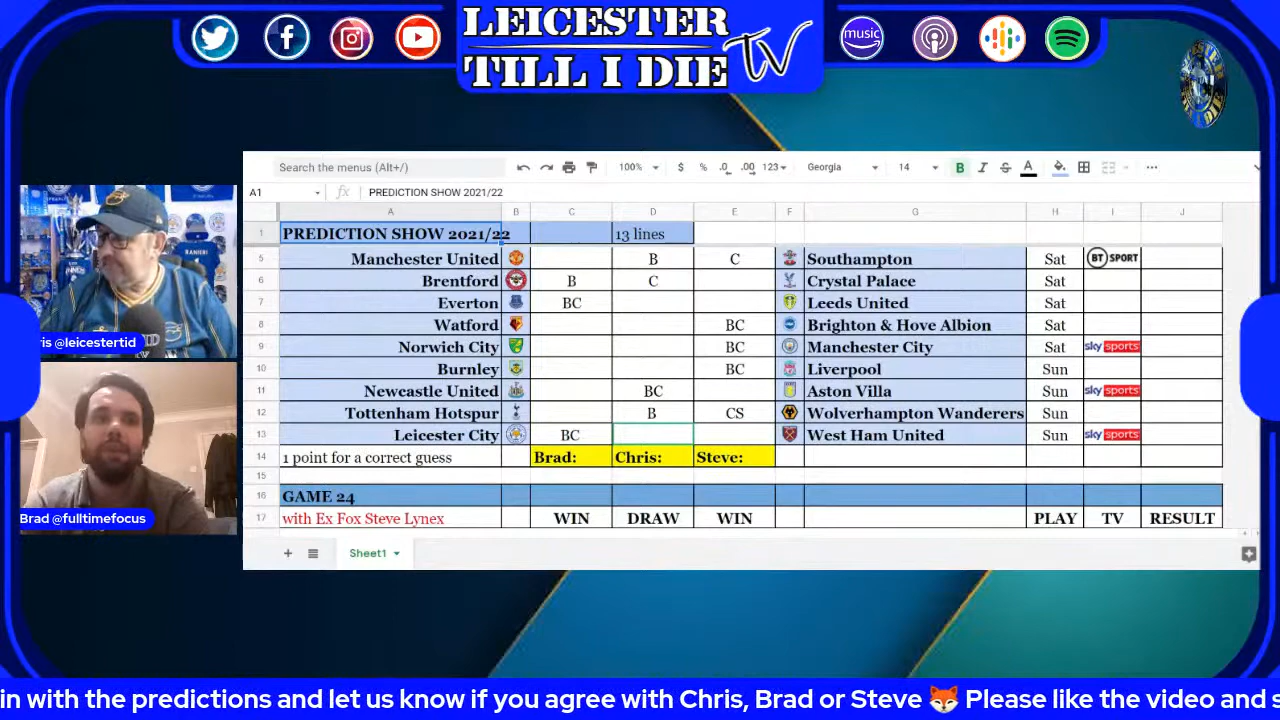 LEICESTER
TILL I DIE TV
music
Search the menus (Alt+/)
100% $ % .0 .00 123 Georgia 14 B I S A
A1 fx PREDICTION SHOW 2021/22
A B C D E F G H I J
1 PREDICTION SHOW 2021/22 13 lines
5 Manchester United B C Southampton Sat BT SPORT
6 Brentford B C Crystal Palace Sat
7 Everton BC Leeds United Sat
8 Watford BC Brighton & Hove Albion Sat
9 Norwich City BC Manchester City Sat sky sports
10 Burnley BC Liverpool Sun
11 Newcastle United BC Aston Villa Sun sky sports
12 Tottenham Hotspur B CS Wolverhampton Wanderers Sun
13 Leicester City BC West Ham United Sun sky sports
14 1 point for a correct guess Brad: Chris: Steve:
15
16 GAME 24
17 with Ex Fox Steve Lynex WIN DRAW WIN PLAY TV RESULT
Sheet1
ris @leicestertid
RANIERI
Brad @fulltimefocus
in with the predictions and let us know if you agree with Chris, Brad or Steve 🦊 Please like the video and s